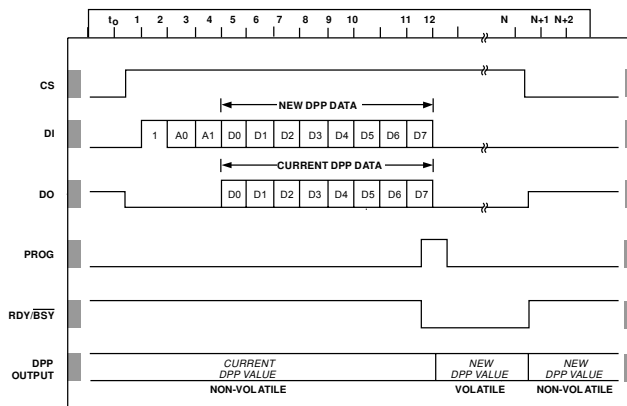 to 1 2 3 4 5 6 7 8 9 10 11 12 N N+1 N+2
CS
NEW DPP DATA
DI 1 A0 A1 D0 D1 D2 D3 D4 D5 D6 D7
CURRENT DPP DATA
DO D0 D1 D2 D3 D4 D5 D6 D7
PROG
RDY/BSY
DPP OUTPUT
CURRENT DPP VALUE
NON-VOLATILE
NEW DPP VALUE
VOLATILE
NEW DPP VALUE
NON-VOLATILE